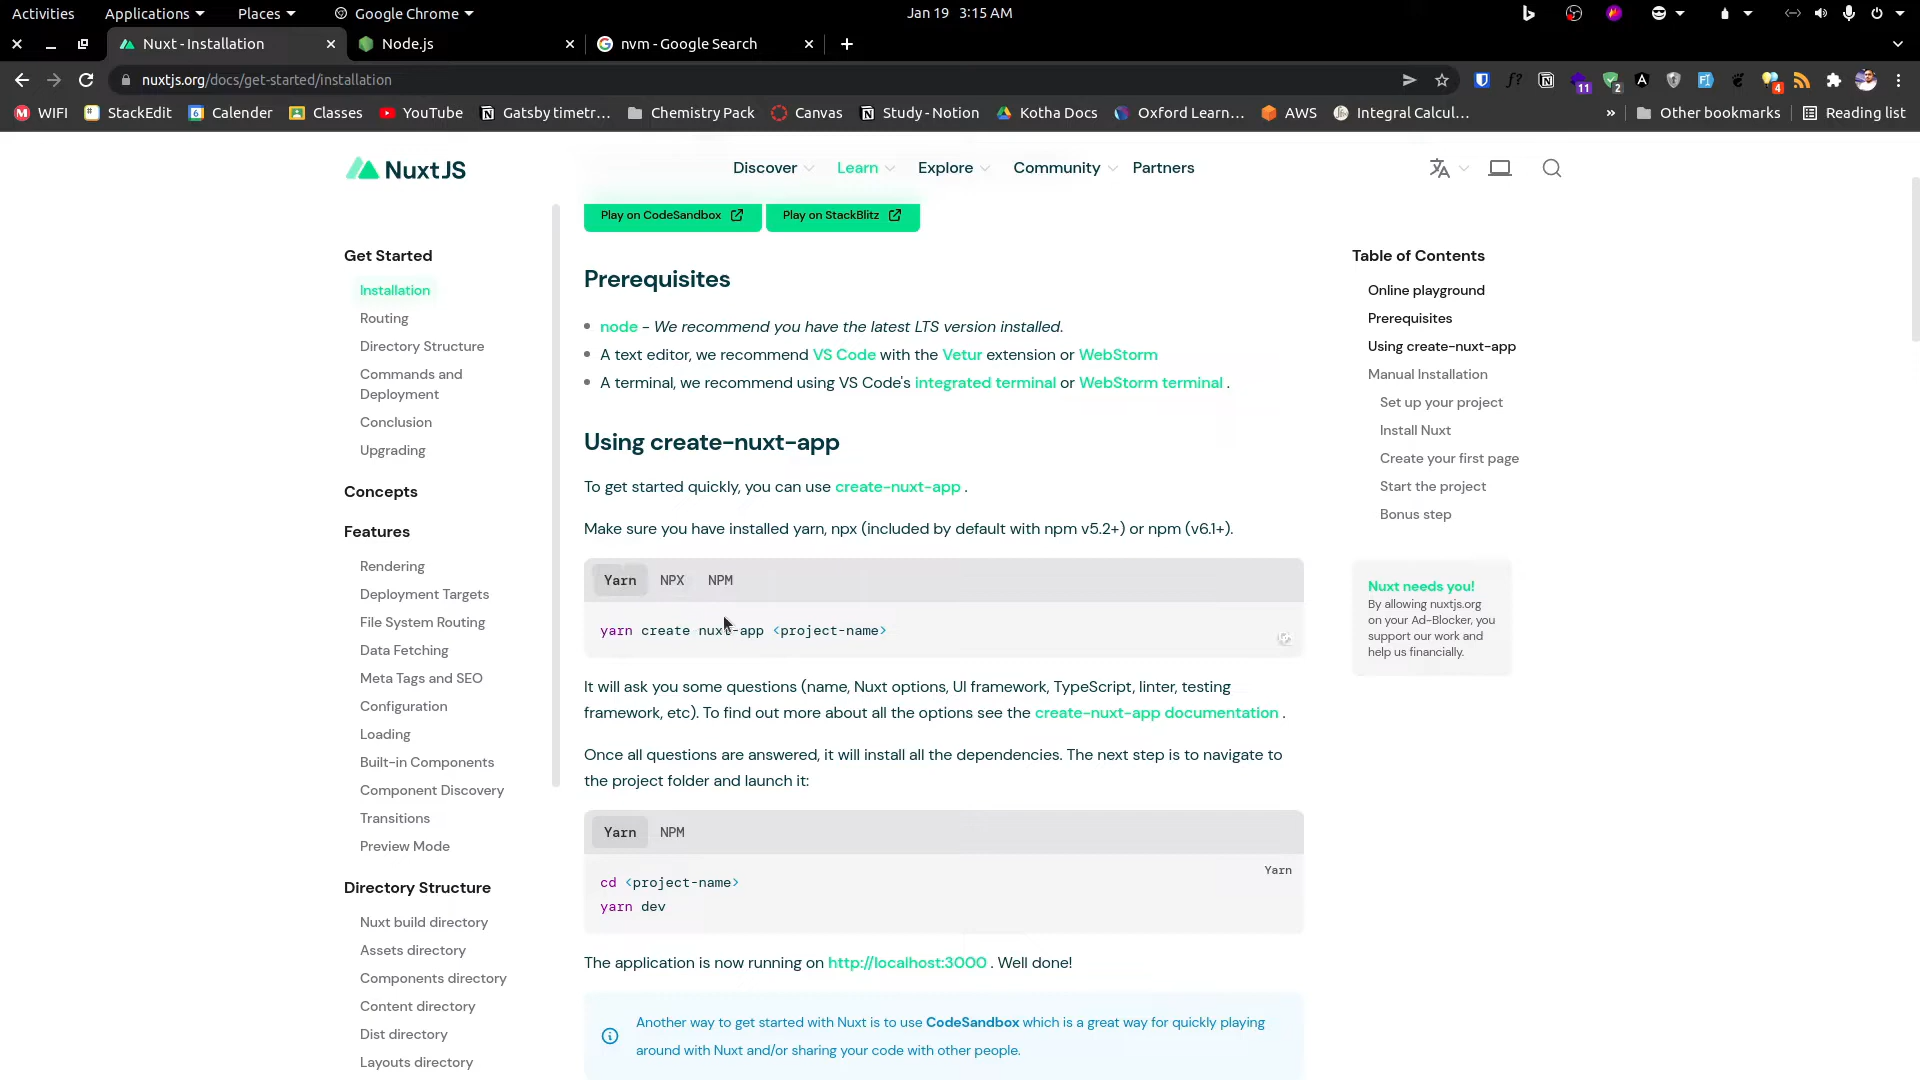 Activities Applications Places Google Chrome Jan 19 3:15 AM
Nuxt - Installation Node.js nvm - Google Search
nuxtjs.org/docs/get-started/installation
11 2 4
WIFI StackEdit Calender Classes YouTube Gatsby timetr... Chemistry Pack Canvas Study - Notion Kotha Docs Oxford Learn... AWS Integral Calcul... » Other bookmarks Reading list
NuxtJS Discover Learn Explore Community Partners
Play on CodeSandbox Play on StackBlitz
Get Started
Installation
Routing
Directory Structure
Commands and
Deployment
Conclusion
Upgrading
Concepts
Features
Rendering
Deployment Targets
File System Routing
Data Fetching
Meta Tags and SEO
Configuration
Loading
Built-in Components
Component Discovery
Transitions
Preview Mode
Directory Structure
Nuxt build directory
Assets directory
Components directory
Content directory
Dist directory
Layouts directory
Prerequisites
node - We recommend you have the latest LTS version installed.
A text editor, we recommend VS Code with the Vetur extension or WebStorm
A terminal, we recommend using VS Code's integrated terminal or WebStorm terminal .
Using create-nuxt-app
To get started quickly, you can use create-nuxt-app .
Make sure you have installed yarn, npx (included by default with npm v5.2+) or npm (v6.1+).
Yarn NPX NPM
yarn create nuxt-app <project-name>
It will ask you some questions (name, Nuxt options, UI framework, TypeScript, linter, testing
framework, etc). To find out more about all the options see the create-nuxt-app documentation .
Once all questions are answered, it will install all the dependencies. The next step is to navigate to
the project folder and launch it:
Yarn NPM
Yarn
cd <project-name>
yarn dev
The application is now running on http://localhost:3000 . Well done!
Another way to get started with Nuxt is to use CodeSandbox which is a great way for quickly playing
around with Nuxt and/or sharing your code with other people.
Table of Contents
Online playground
Prerequisites
Using create-nuxt-app
Manual Installation
Set up your project
Install Nuxt
Create your first page
Start the project
Bonus step
Nuxt needs you!
By allowing nuxtjs.org
on your Ad-Blocker, you
support our work and
help us financially.